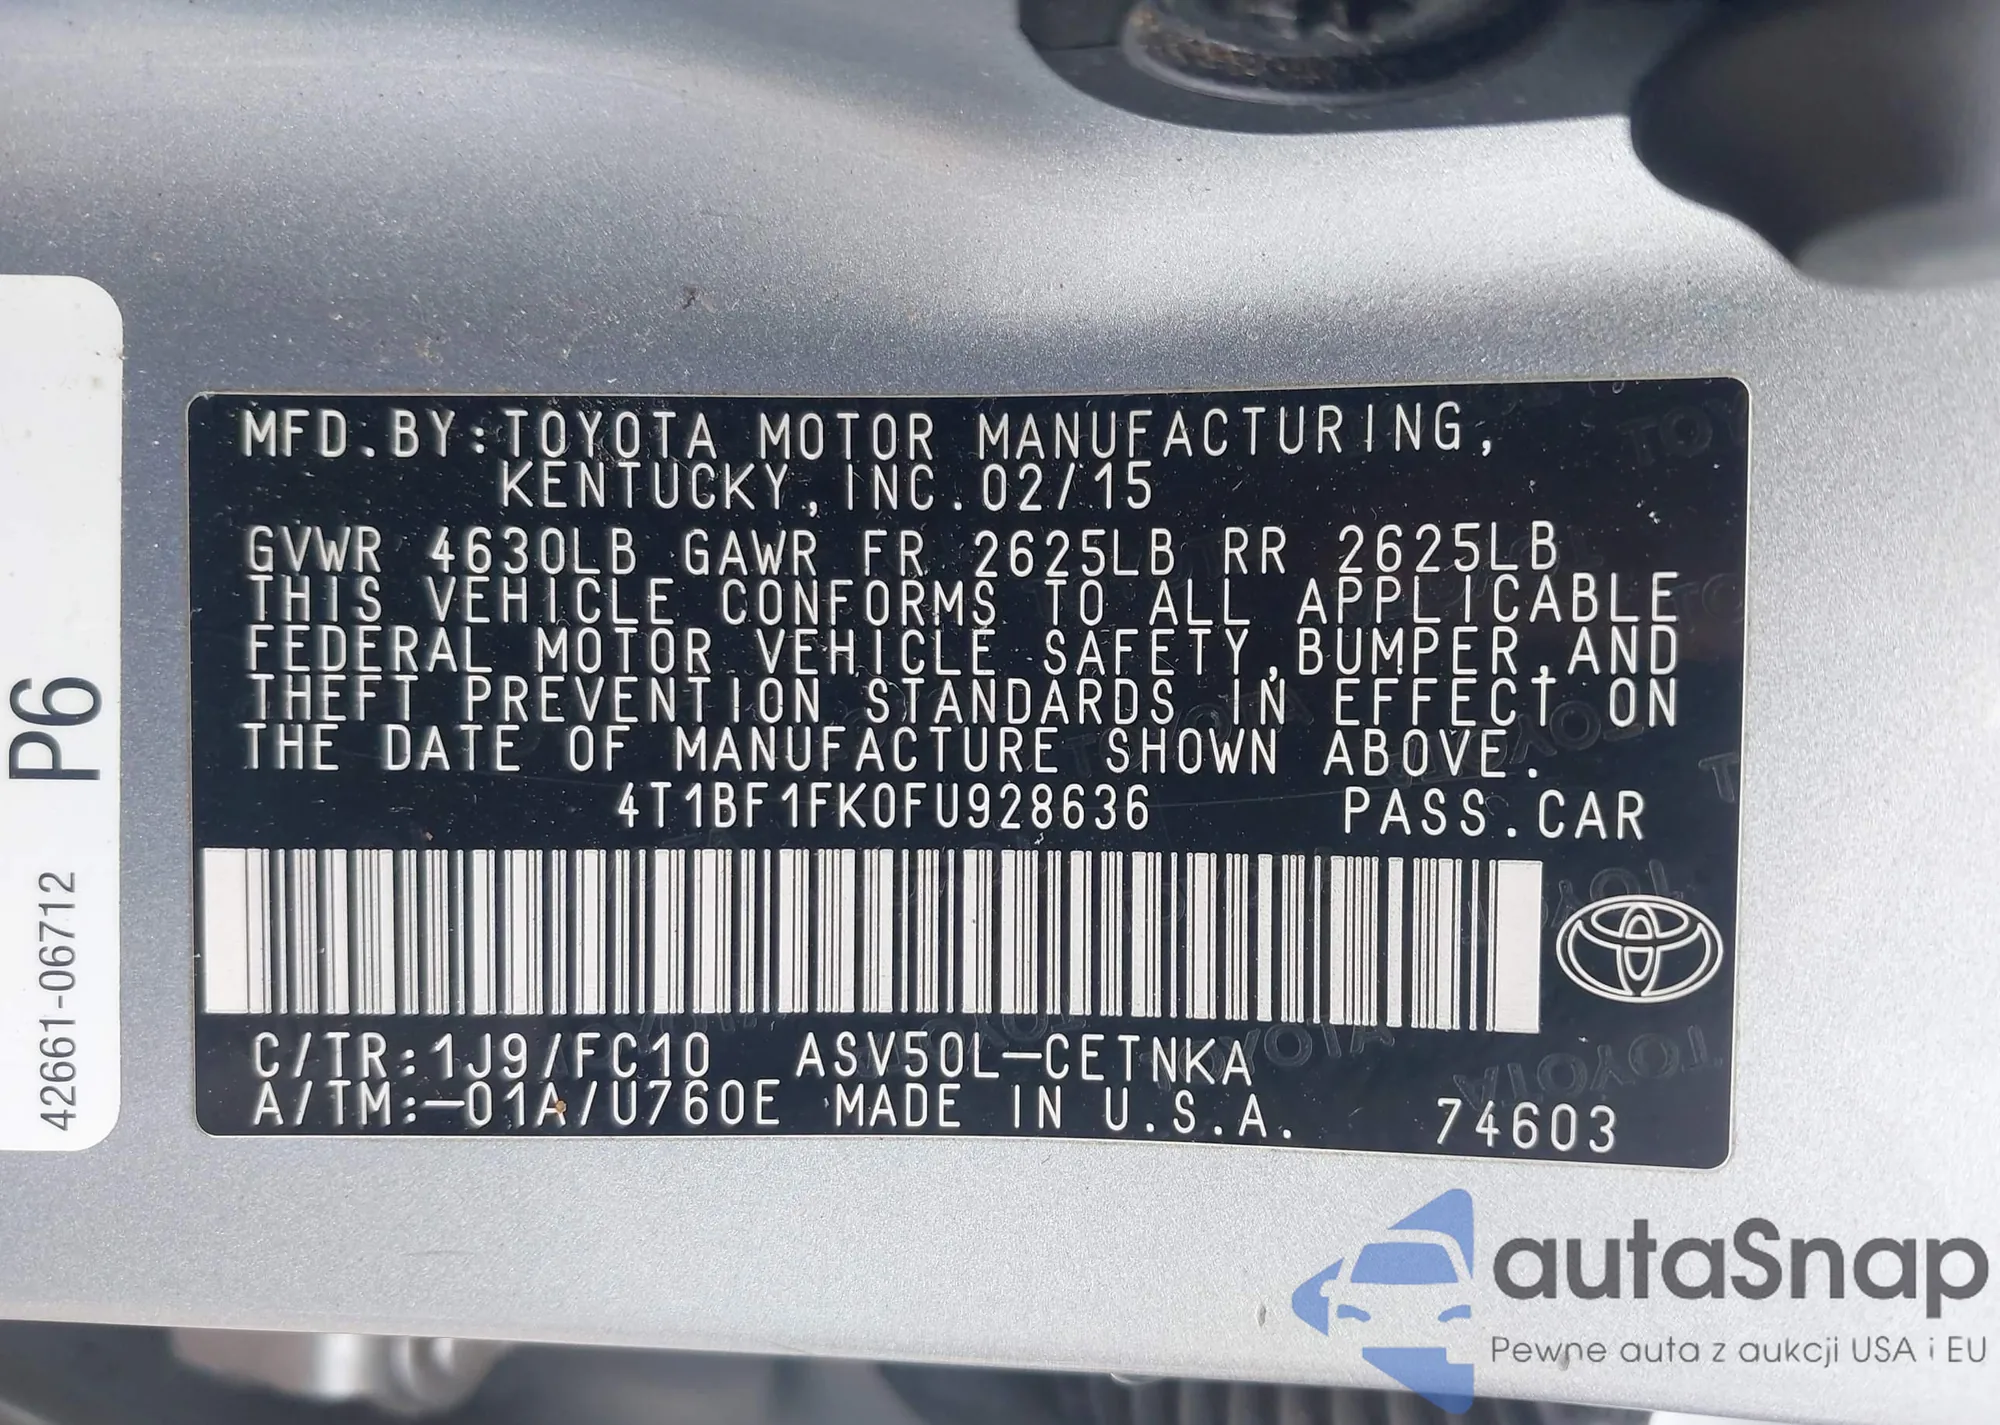 MFD.BY:TOYOTA MOTOR MANUFACTURING,
KENTUCKY,INC.02/15
GVWR 4630LB GAWR FR 2625LB RR 2625LB
THIS VEHICLE CONFORMS TO ALL APPLICABLE
FEDERAL MOTOR VEHICLE SAFETY,BUMPER,AND
THEFT PREVENTION STANDARDS IN EFFECT ON
THE DATE OF MANUFACTURE SHOWN ABOVE.
4T1BF1FK0FU928636 PASS.CAR
C/TR:1J9/FC10 ASV50L-CETNKA
A/TM:-01A/U760E MADE IN U.S.A. 74603
P6
42661-06712
autaSnap
Pewne auta z aukcji USA i EU